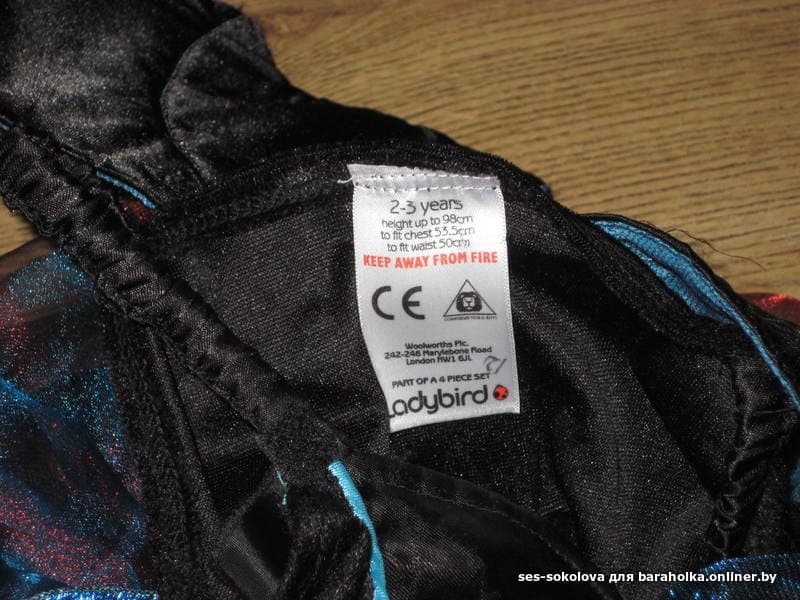 2-3 years
height up to 98cm
to fit chest 53.5cm
to fit waist 50cm
KEEP AWAY FROM FIRE
CE
Woolworths Plc.
242-246 Marylebone Road
London NW1 6JL
21
PART OF A 4 PIECE SET
Ladybird
ses-sokolova для baraholka.onliner.by